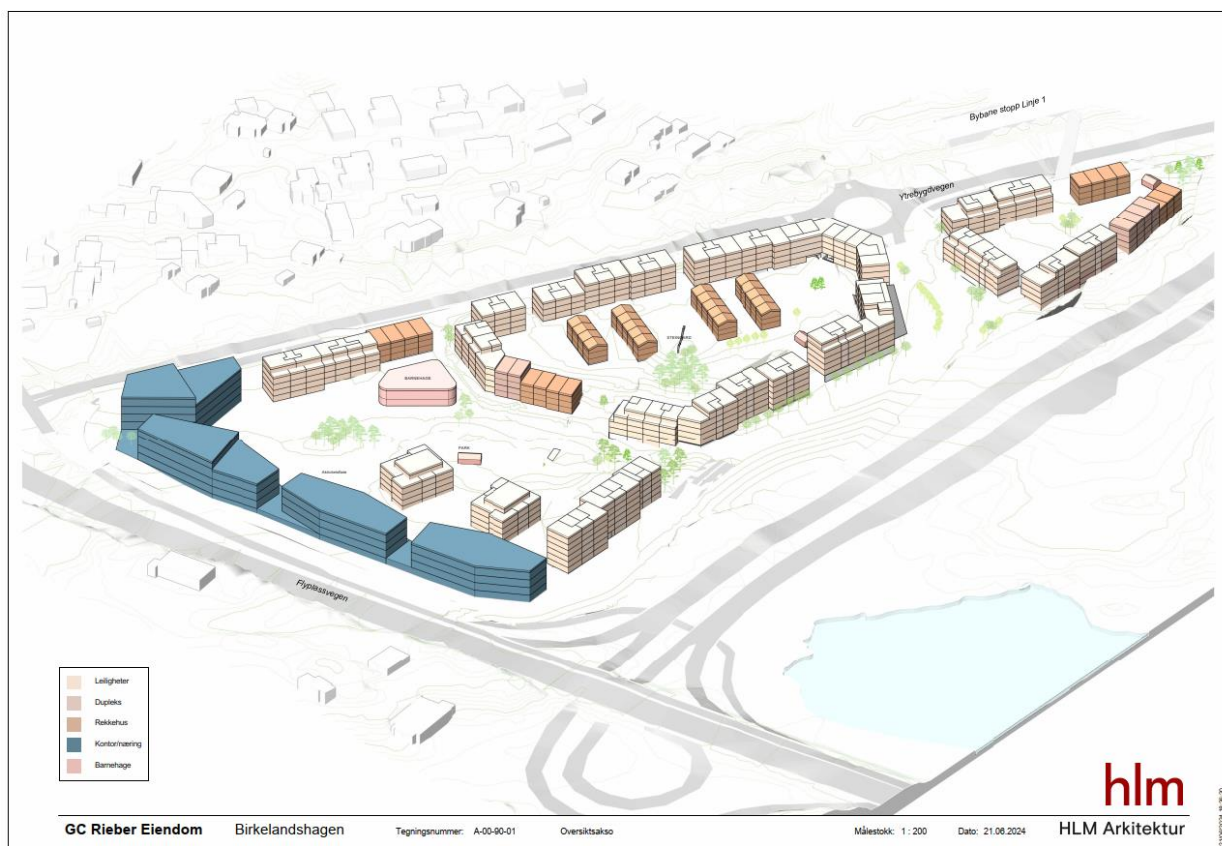 Bybane stopp Linje 1
Ytrebygdvegen
BARNEHAGE
PARK
Flyplassvegen
Leiligheter
Dupleks
Rekkehus
Kontor/næring
Barnehage
hlm
GC Rieber Eiendom
Birkelandshagen
Tegningsnummer: A-00-90-01
Oversiktsakso
Målestokk: 1 : 200
Dato: 21.06.2024
HLM Arkitektur